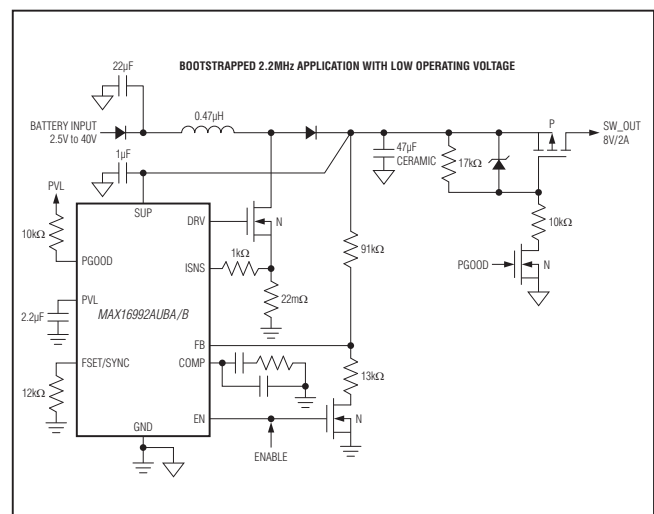 BOOTSTRAPPED 2.2MHz APPLICATION WITH LOW OPERATING VOLTAGE
22µF
0.47µH
BATTERY INPUT
2.5V to 40V
P
SW_OUT
8V/2A
47µF
CERAMIC
17kΩ
1µF
PVL
SUP
DRV
N
10kΩ
PGOOD
1kΩ
ISNS
91kΩ
10kΩ
PGOOD
N
22mΩ
PVL
MAX16992AUBA/B
2.2µF
FB
COMP
FSET/SYNC
13kΩ
12kΩ
EN
N
GND
ENABLE